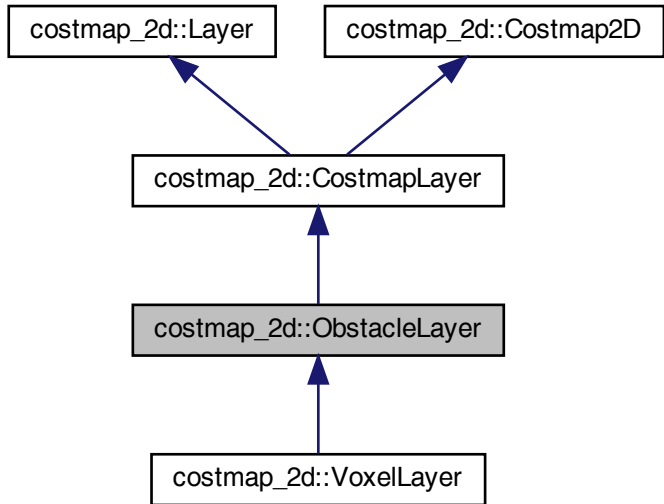 costmap_2d::Layer
costmap_2d::Costmap2D
costmap_2d::CostmapLayer
costmap_2d::ObstacleLayer
costmap_2d::VoxelLayer